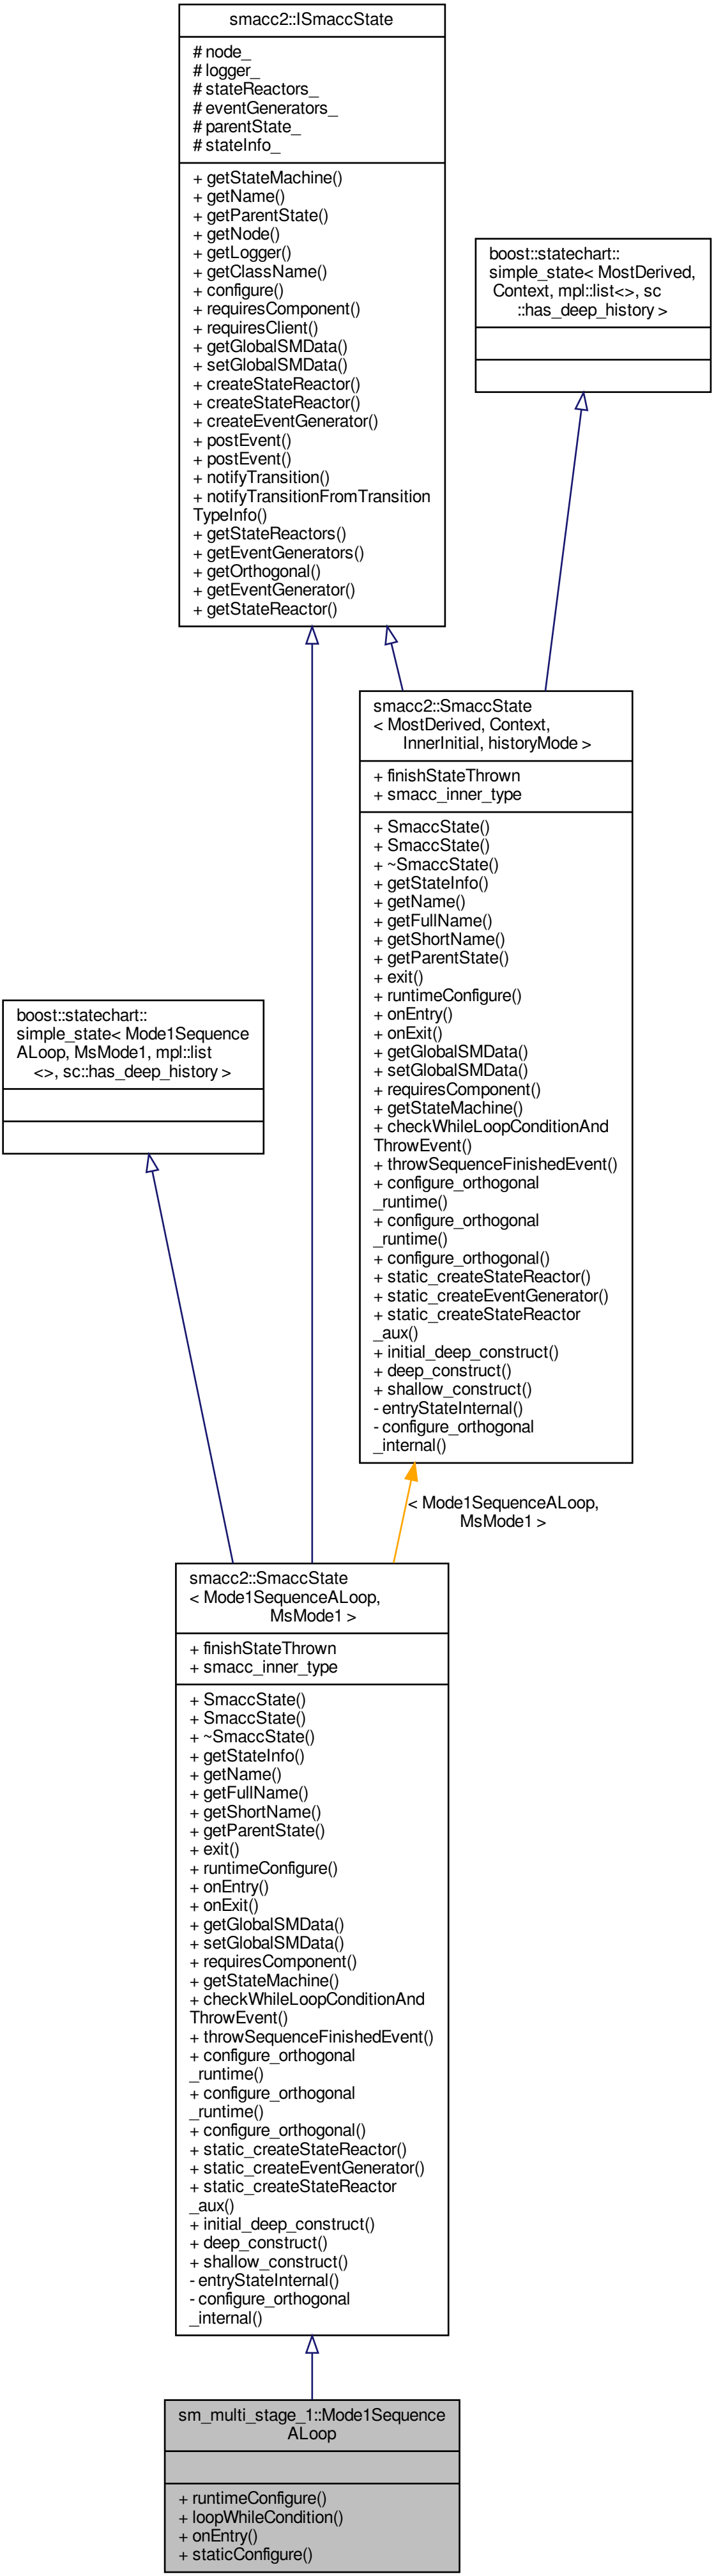 smacc2::ISmaccState
# node_
# logger_
# stateReactors_
# eventGenerators_
# parentState_
# stateInfo_
+ getStateMachine()
+ getName()
+ getParentState()
+ getNode()
+ getLogger()
+ getClassName()
+ configure()
+ requiresComponent()
+ requiresClient()
+ getGlobalSMData()
+ setGlobalSMData()
+ createStateReactor()
+ createStateReactor()
+ createEventGenerator()
+ postEvent()
+ postEvent()
+ notifyTransition()
+ notifyTransitionFromTransition
TypeInfo()
+ getStateReactors()
+ getEventGenerators()
+ getOrthogonal()
+ getEventGenerator()
+ getStateReactor()
boost::statechart::
simple_state< MostDerived,
Context, mpl::list<>, sc
::has_deep_history >
smacc2::SmaccState
< MostDerived, Context,
InnerInitial, historyMode >
+ finishStateThrown
+ smacc_inner_type
+ SmaccState()
+ SmaccState()
+ ~SmaccState()
+ getStateInfo()
+ getName()
+ getFullName()
+ getShortName()
+ getParentState()
+ exit()
+ runtimeConfigure()
+ onEntry()
+ onExit()
+ getGlobalSMData()
+ setGlobalSMData()
+ requiresComponent()
+ getStateMachine()
+ checkWhileLoopConditionAnd
ThrowEvent()
+ throwSequenceFinishedEvent()
+ configure_orthogonal
_runtime()
+ configure_orthogonal
_runtime()
+ configure_orthogonal()
+ static_createStateReactor()
+ static_createEventGenerator()
+ static_createStateReactor
_aux()
+ initial_deep_construct()
+ deep_construct()
+ shallow_construct()
- entryStateInternal()
- configure_orthogonal
_internal()
boost::statechart::
simple_state< Mode1Sequence
ALoop, MsMode1, mpl::list
<>, sc::has_deep_history >
< Mode1SequenceALoop,
MsMode1 >
smacc2::SmaccState
< Mode1SequenceALoop,
MsMode1 >
+ finishStateThrown
+ smacc_inner_type
+ SmaccState()
+ SmaccState()
+ ~SmaccState()
+ getStateInfo()
+ getName()
+ getFullName()
+ getShortName()
+ getParentState()
+ exit()
+ runtimeConfigure()
+ onEntry()
+ onExit()
+ getGlobalSMData()
+ setGlobalSMData()
+ requiresComponent()
+ getStateMachine()
+ checkWhileLoopConditionAnd
ThrowEvent()
+ throwSequenceFinishedEvent()
+ configure_orthogonal
_runtime()
+ configure_orthogonal
_runtime()
+ configure_orthogonal()
+ static_createStateReactor()
+ static_createEventGenerator()
+ static_createStateReactor
_aux()
+ initial_deep_construct()
+ deep_construct()
+ shallow_construct()
- entryStateInternal()
- configure_orthogonal
_internal()
sm_multi_stage_1::Mode1Sequence
ALoop
+ runtimeConfigure()
+ loopWhileCondition()
+ onEntry()
+ staticConfigure()